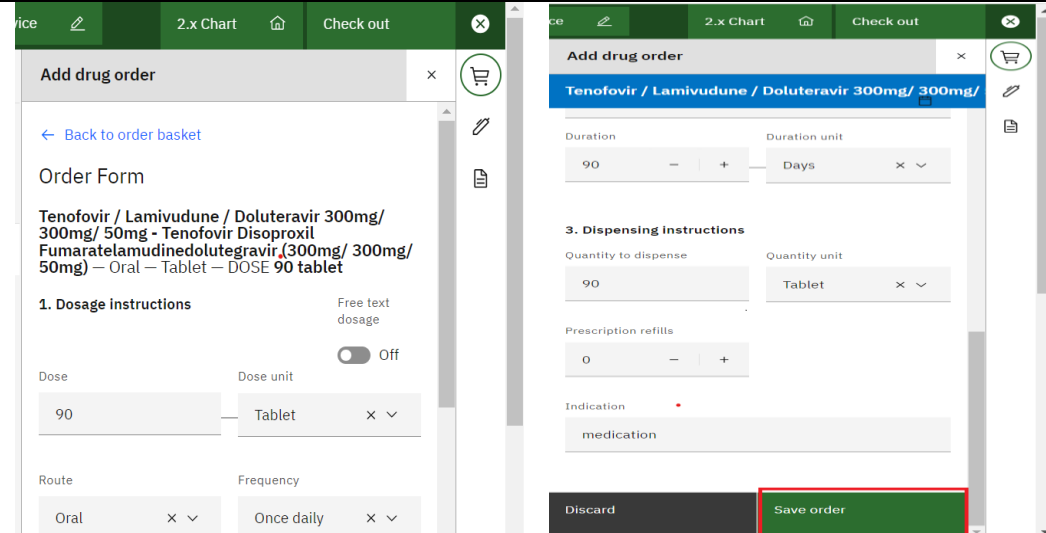 ice
2.x Chart
Check out
Add drug order
Back to order basket
Order Form
Tenofovir / Lamivudune / Doluteravir 300mg/
300mg/ 50mg - Tenofovir Disoproxil
Fumaratelamudinedolutegravir (300mg/ 300mg/
50mg) — Oral — Tablet — DOSE 90 tablet
1. Dosage instructions
Free text
dosage
Off
Dose
Dose unit
90
Tablet
Route
Frequency
Oral
Once daily
ce
2.x Chart
Check out
Add drug order
Tenofovir / Lamivudune / Doluteravir 300mg/ 300mg/
Duration
Duration unit
90
Days
3. Dispensing instructions
Quantity to dispense
Quantity unit
90
Tablet
Prescription refills
0
Indication *
medication
Discard
Save order